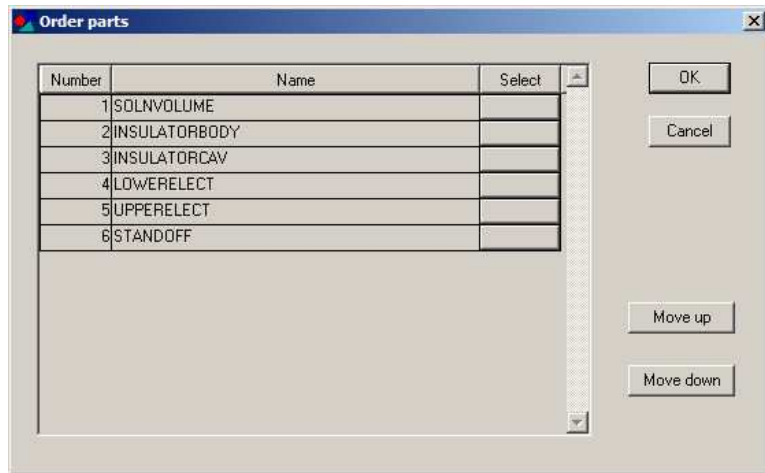 Order parts
Number Name Select
1 SOLNVOLUME
2 INSULATORBODY
3 INSULATORCAV
4 LOWERELECT
5 UPPERELECT
6 STANDOFF
OK
Cancel
Move up
Move down